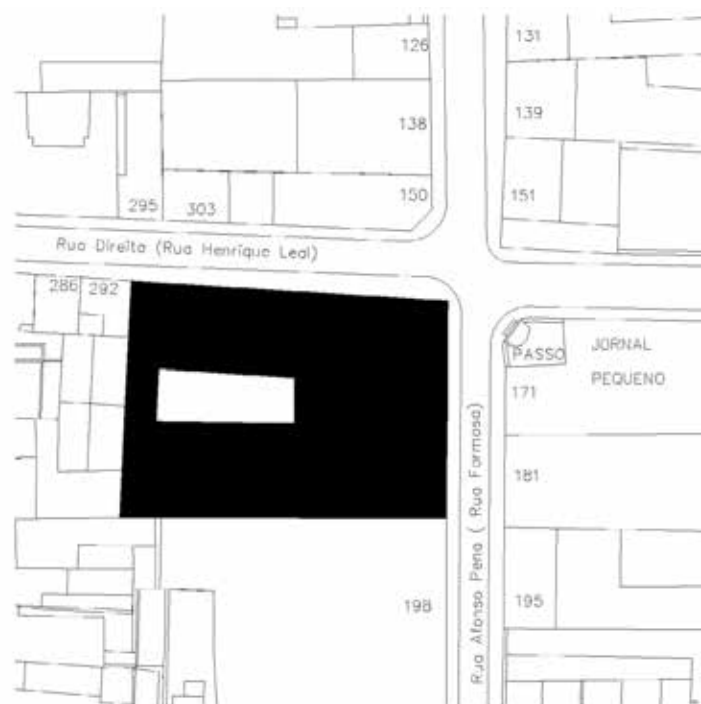 126
131
138
139
150
151
295
303
Rua Direita (Rua Henrique Leal)
286
292
PASSO
JORNAL
PEQUENO
171
Rua Afonso Pena ( Rua Formosa)
181
198
195